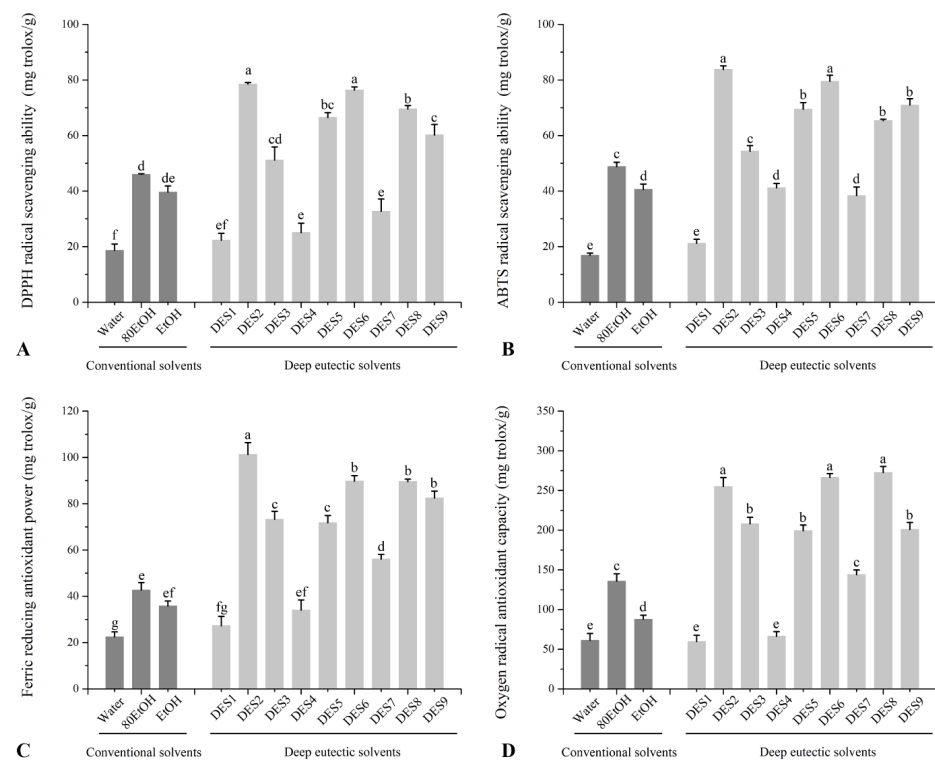 DPPH radical scavenging ability (mg trolox/g)
100
80
60
40
20
0
f
d
de
ef
a
cd
e
bc
a
e
b
c
Water
80EtOH
EtOH
DES1
DES2
DES3
DES4
DES5
DES6
DES7
DES8
DES9
A
Conventional solvents
Deep eutectic solvents
ABTS radical scavenging ability (mg trolox/g)
100
80
60
40
20
0
e
c
d
e
a
c
d
b
a
d
b
b
Water
80EtOH
EtOH
DES1
DES2
DES3
DES4
DES5
DES6
DES7
DES8
DES9
B
Conventional solvents
Deep eutectic solvents
Ferric reducing antioxidant power (mg trolox/g)
120
100
80
60
40
20
0
g
e
ef
fg
a
c
ef
c
b
d
b
b
Water
80EtOH
EtOH
DES1
DES2
DES3
DES4
DES5
DES6
DES7
DES8
DES9
C
Conventional solvents
Deep eutectic solvents
Oxygen radical antioxidant capacity (mg trolox/g)
350
300
250
200
150
100
50
0
e
c
d
e
a
b
e
b
a
c
a
b
Water
80EtOH
EtOH
DES1
DES2
DES3
DES4
DES5
DES6
DES7
DES8
DES9
D
Conventional solvents
Deep eutectic solvents